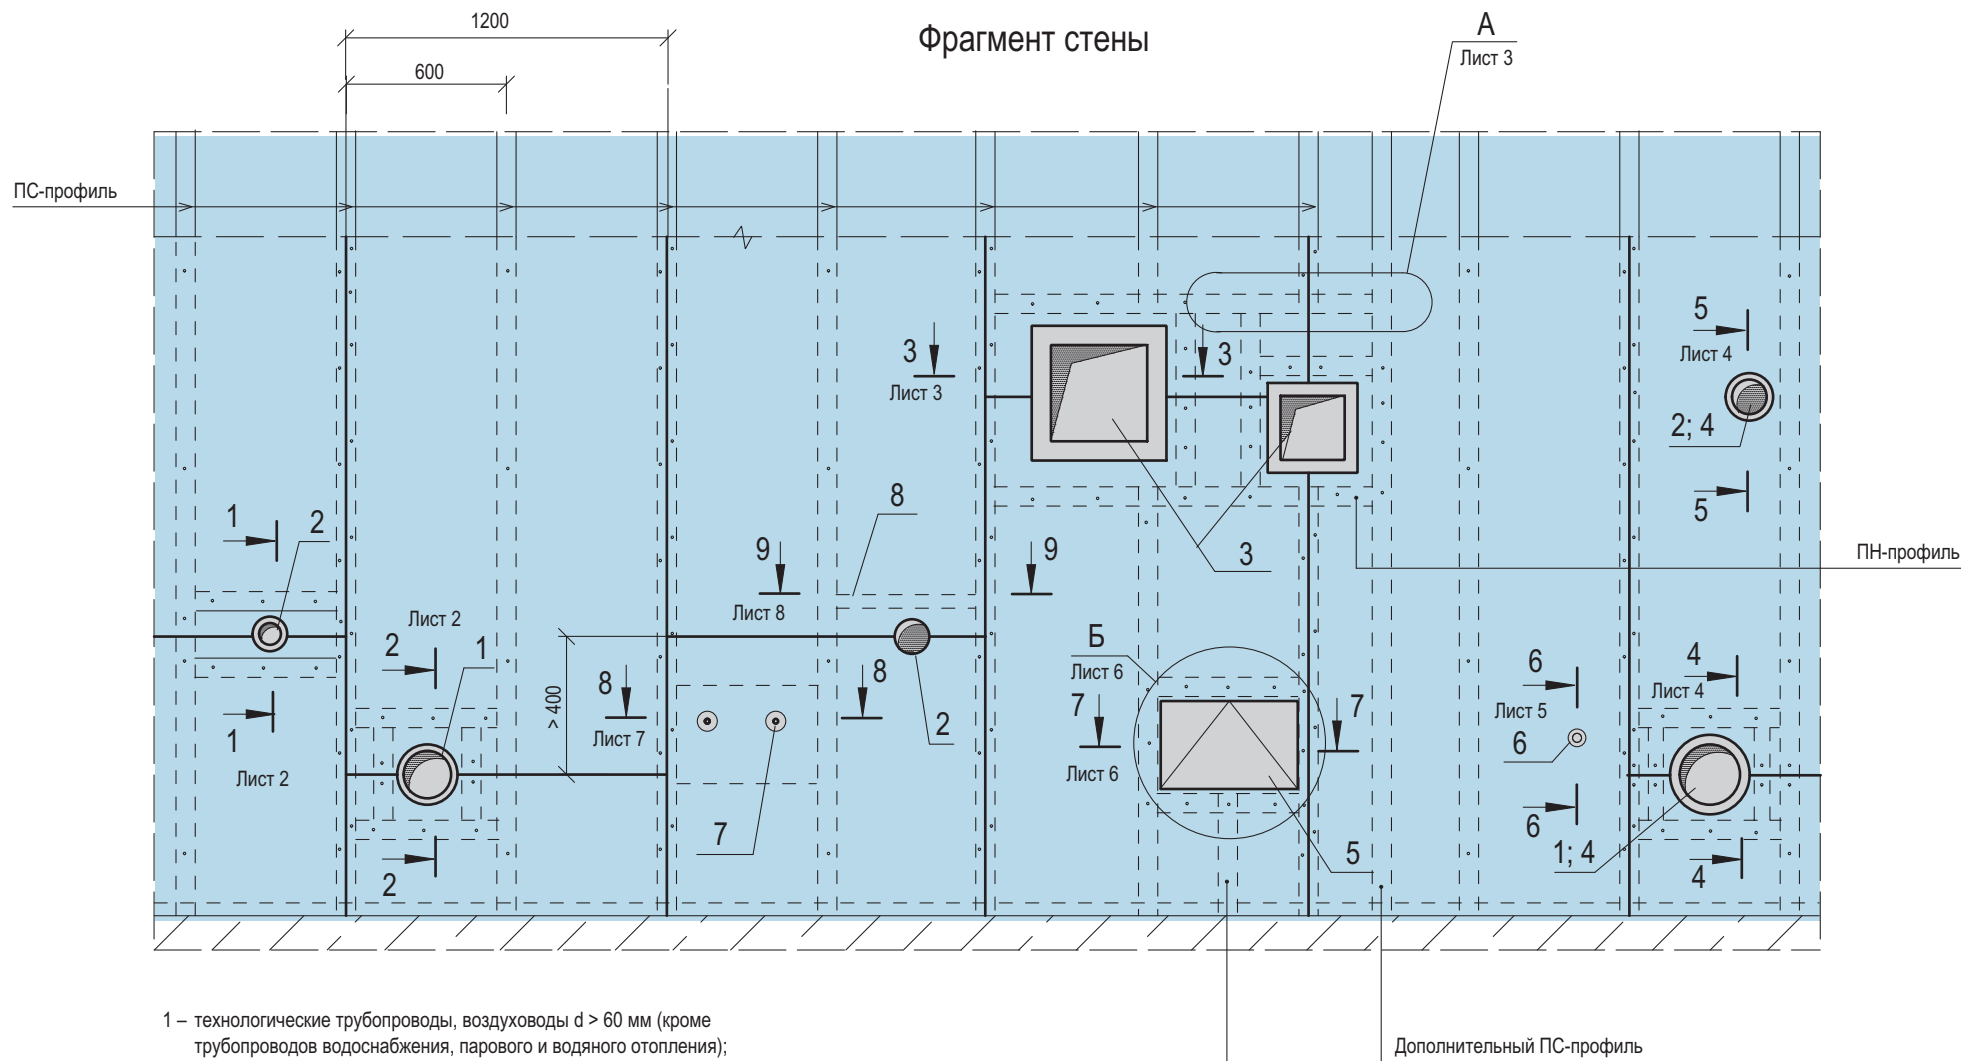 1200
Фрагмент стены
А
Лист 3
600
ПС-профиль
5
Лист 4
2; 4
5
3
Лист 3
3
8
1
2
9
9
3
ПН-профиль
Лист 8
Лист 2
2
1
> 400
8
Лист 7
8
2
Б
Лист 6
7
7
Лист 6
6
Лист 5
6
6
4
Лист 4
1
Лист 2
7
2
5
1; 4
4
1 – технологические трубопроводы, воздуховоды d > 60 мм (кроме
трубопроводов водоснабжения, парового и водяного отопления);
Дополнительный ПС-профиль